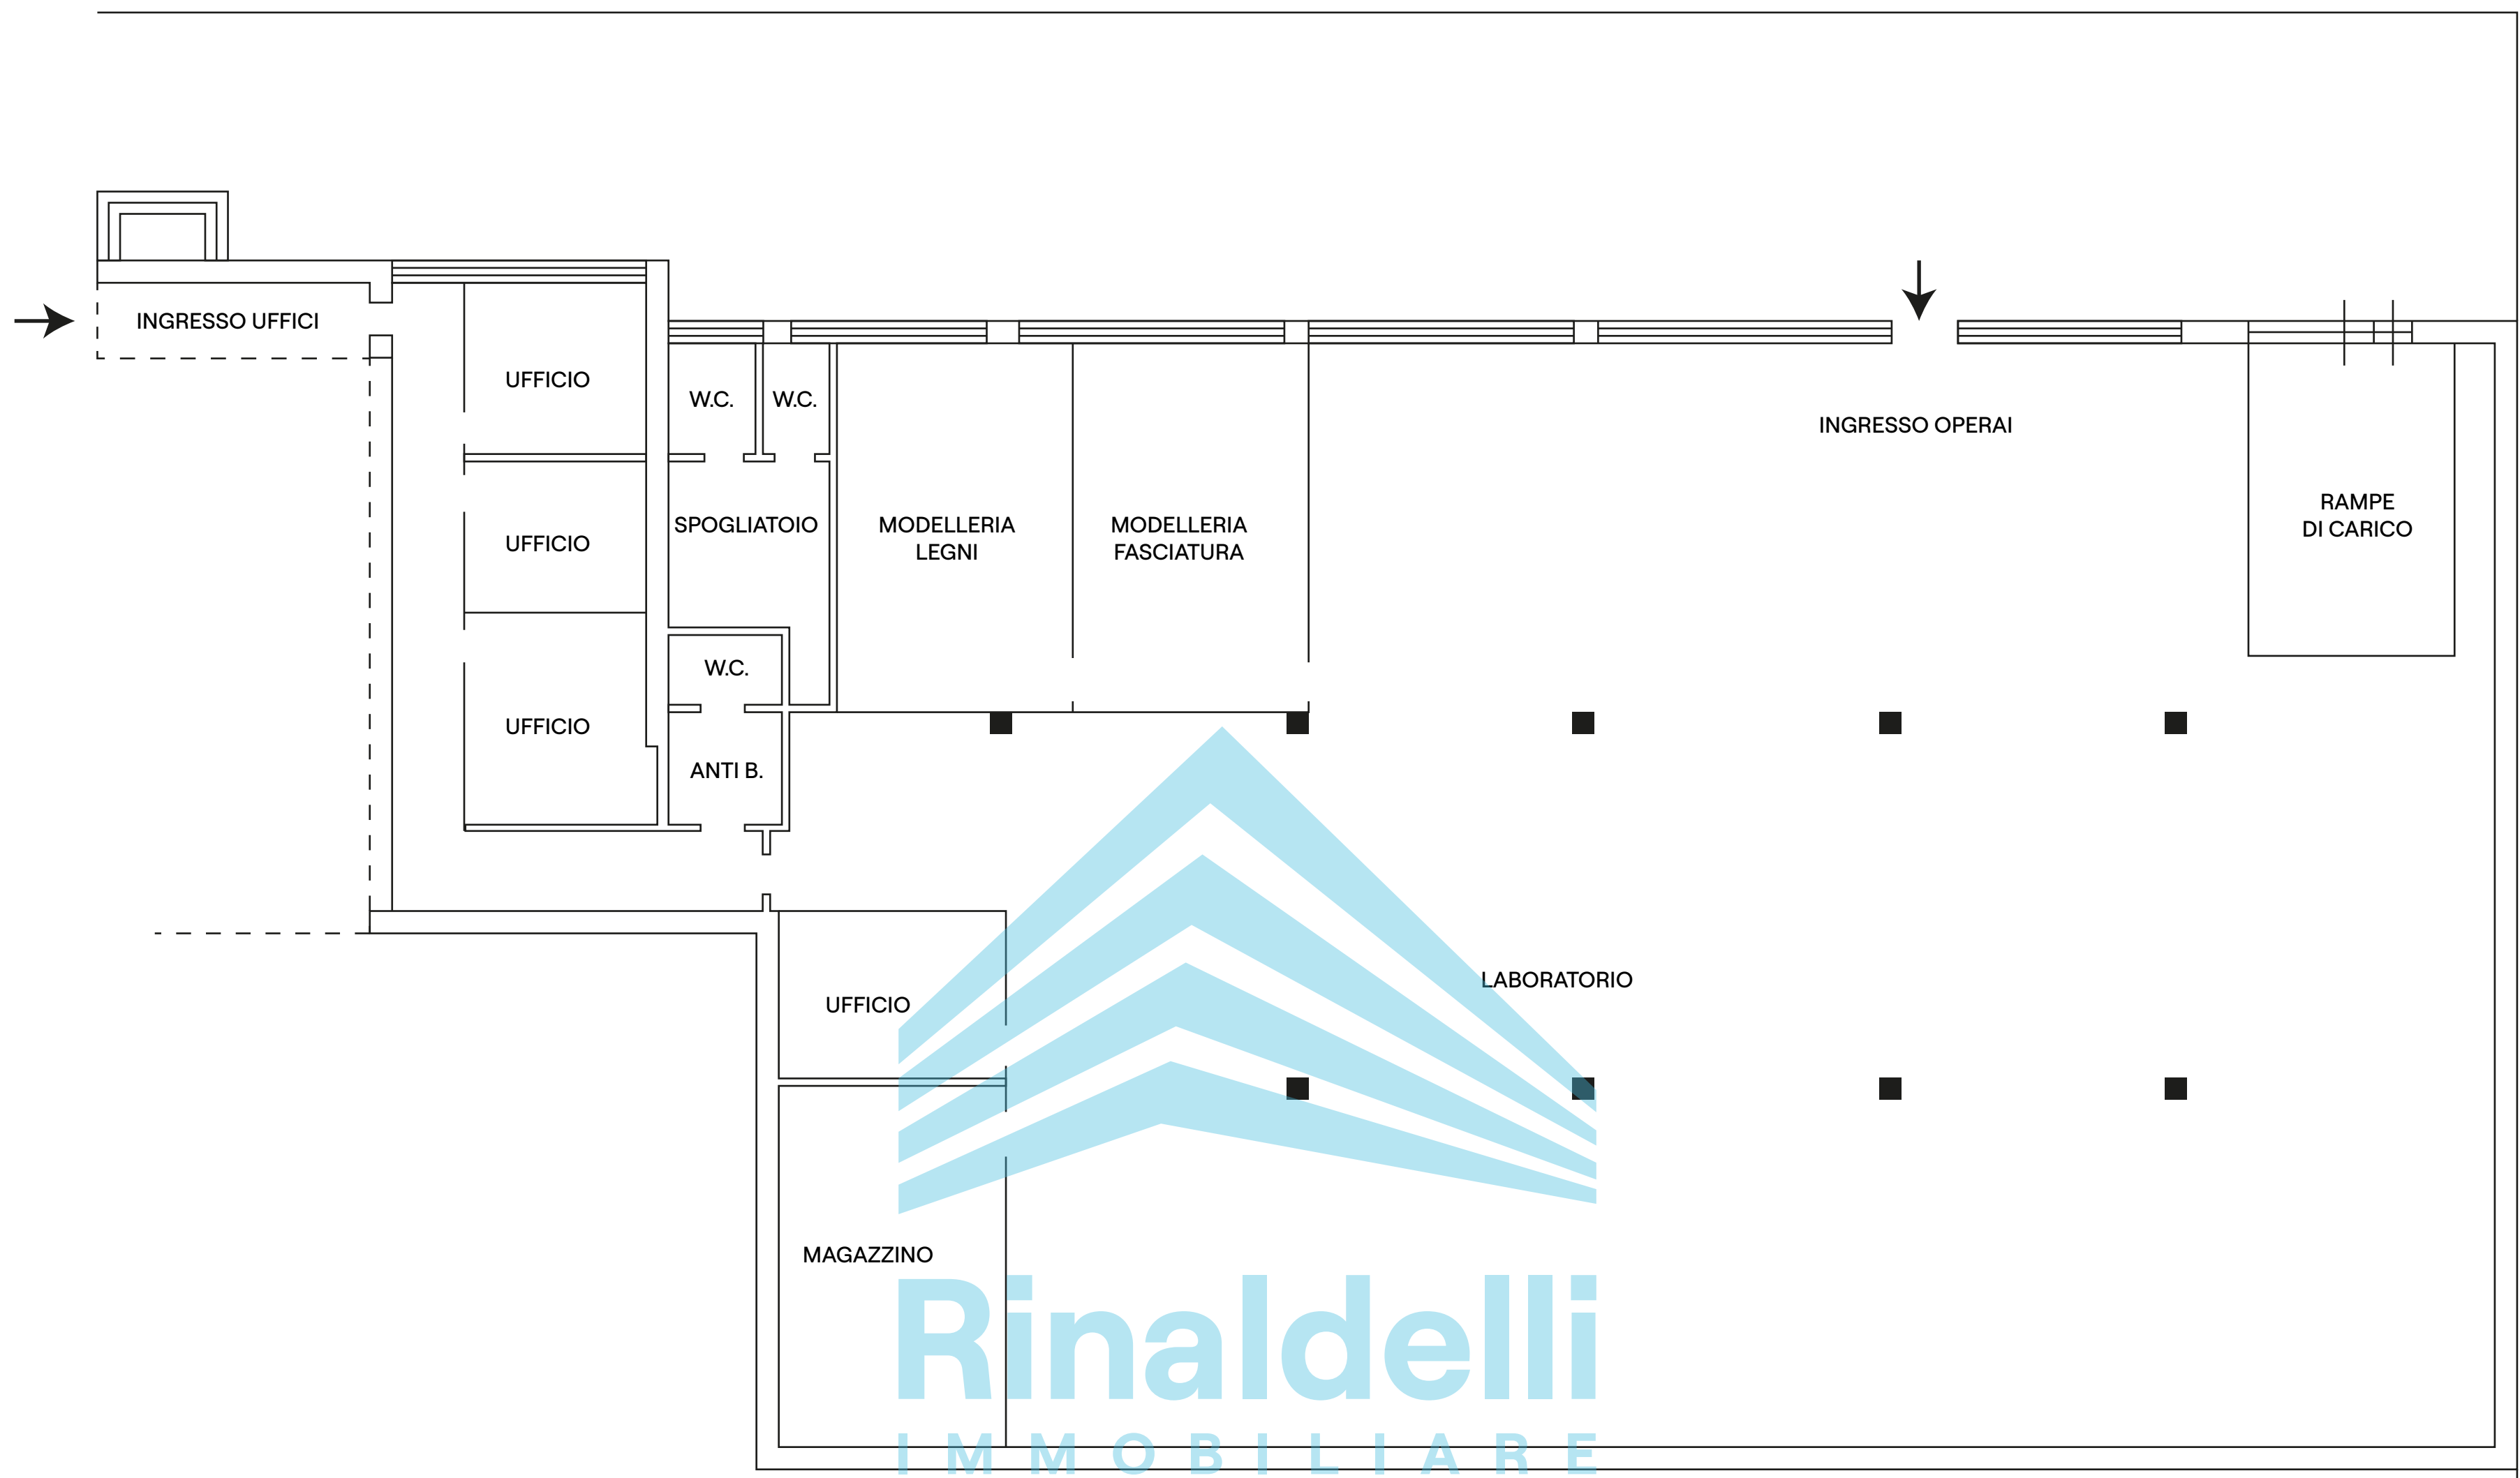 INGRESSO UFFICI
UFFICIO
W.C.
W.C.
INGRESSO OPERAI
RAMPE
DI CARICO
SPOGLIATOIO
MODELLERIA
LEGNI
MODELLERIA
FASCIATURA
UFFICIO
W.C.
UFFICIO
ANTI B.
LABORATORIO
UFFICIO
MAGAZZINO
Rinaldelli
IMMOBILIARE